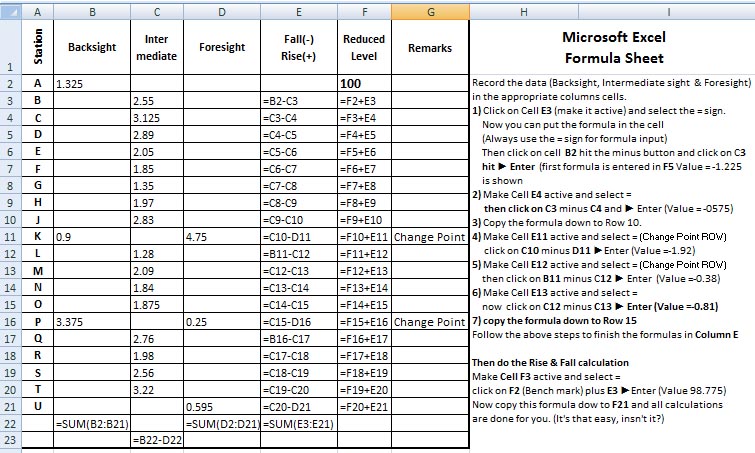 A B C D E F G H I
1 Station Backsight Inter mediate Foresight Fall(-) Rise(+) Reduced Level Remarks
2 A 1.325 100
3 B 2.55 =B2-C3 =F2+E3
4 C 3.125 =C3-C4 =F3+E4
5 D 2.89 =C4-C5 =F4+E5
6 E 2.05 =C5-C6 =F5+E6
7 F 1.85 =C6-C7 =F6+E7
8 G 1.35 =C7-C8 =F7+E8
9 H 1.97 =C8-C9 =F8+E9
10 J 2.83 =C9-C10 =F9+E10
11 K 0.9 4.75 =C10-D11 =F10+E11 Change Point
12 L 1.28 =B11-C12 =F11+E12
13 M 2.09 =C12-C13 =F12+E13
14 N 1.84 =C13-C14 =F13+E14
15 O 1.875 =C14-C15 =F14+E15
16 P 3.375 0.25 =C15-D16 =F15+E16 Change Point
17 Q 2.76 =B16-C17 =F16+E17
18 R 1.98 =C17-C18 =F17+E18
19 S 2.56 =C18-C19 =F18+E19
20 T 3.22 =C19-C20 =F19+E20
21 U 0.595 =C20-D21 =F20+E21
22 =SUM(B2:B21) =SUM(D2:D21) =SUM(E3:E21)
23 =B22-D22
Microsoft Excel
Formula Sheet
Record the data (Backsight, Intermediate sight & Foresight)
in the appropriate columns cells.
1) Click on Cell E3 (make it active) and select the = sign.
Now you can put the formula in the cell
(Always use the = sign for formula input)
Then click on cell B2 hit the minus button and click on C3
hit ► Enter (first formula is entered in F5 Value =-1.225
is shown
2) Make Cell E4 active and select =
then click on C3 minus C4 and ► Enter (Value = -0575)
3) Copy the formula down to Row 10.
4) Make Cell E11 active and select = (Change Point ROW)
click on C10 minus D11 ► Enter (Value =-1.92)
5) Make Cell E12 active and select = (Change Point ROW)
then click on B11 minus C12 ► Enter (Value =-0.38)
6) Make Cell E13 active and select =
now click on C12 minus C13 ► Enter (Value =-0.81)
7) copy the formula down to Row 15
Follow the above steps to finish the formulas in Column E
Then do the Rise & Fall calculation
Make Cell F3 active and select =
click on F2 (Bench mark) plus E3 ► Enter (Value 98.775)
Now copy this formula dow to F21 and all calculations
are done for you. (It's that easy, insn't it?)